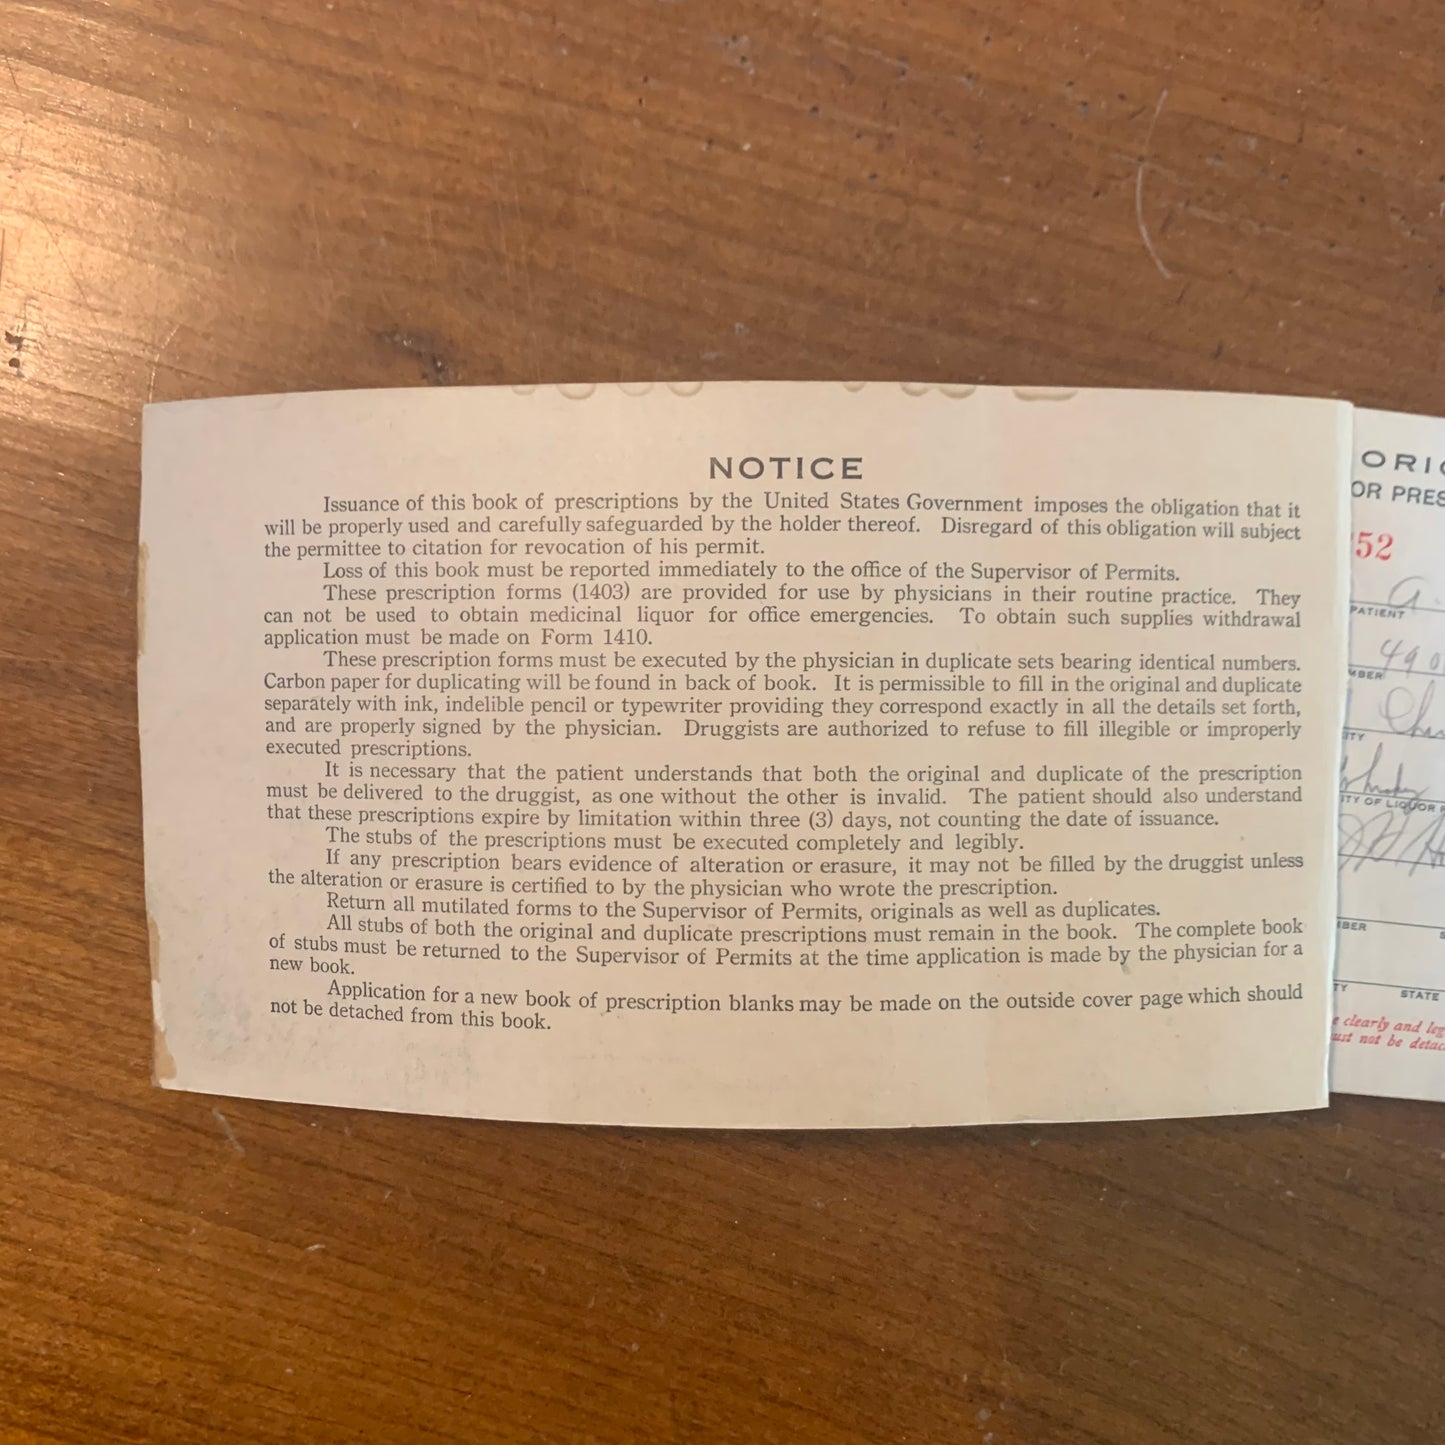 NOTICE
Issuance of this book of prescriptions by the United States Government imposes the obligation that it
will be properly used and carefully safeguarded by the holder thereof. Disregard of this obligation will subject
the permittee to citation for revocation of his permit.
Loss of this book must be reported immediately to the office of the Supervisor of Permits.
These prescription forms (1403) are provided for use by physicians in their routine practice. They
can not be used to obtain medicinal liquor for office emergencies. To obtain such supplies withdrawal
application must be made on Form 1410.
These prescription forms must be executed by the physician in duplicate sets bearing identical numbers.
Carbon paper for duplicating will be found in back of book. It is permissible to fill in the original and duplicate
separately with ink, indelible pencil or typewriter providing they correspond exactly in all the details set forth,
and are properly signed by the physician. Druggists are authorized to refuse to fill illegible or improperly
executed prescriptions.
It is necessary that the patient understands that both the original and duplicate of the prescription
must be delivered to the druggist, as one without the other is invalid. The patient should also understand
that these prescriptions expire by limitation within three (3) days, not counting the date of issuance.
The stubs of the prescriptions must be executed completely and legibly.
If any prescription bears evidence of alteration or erasure, it may not be filled by the druggist unless
the alteration or erasure is certified to by the physician who wrote the prescription.
Return all mutilated forms to the Supervisor of Permits, originals as well as duplicates.
All stubs of both the original and duplicate prescriptions must remain in the book. The complete book
of stubs must be returned to the Supervisor of Permits at the time application is made by the physician for a
new book.
Application for a new book of prescription blanks may be made on the outside cover page which should
not be detached from this book.
ORIG
OR PRES
52
PATIENT
490
MBER
ITY
ITY OF LIQUOR
BER
TY STATE
e clearly and leg
ust not be detac